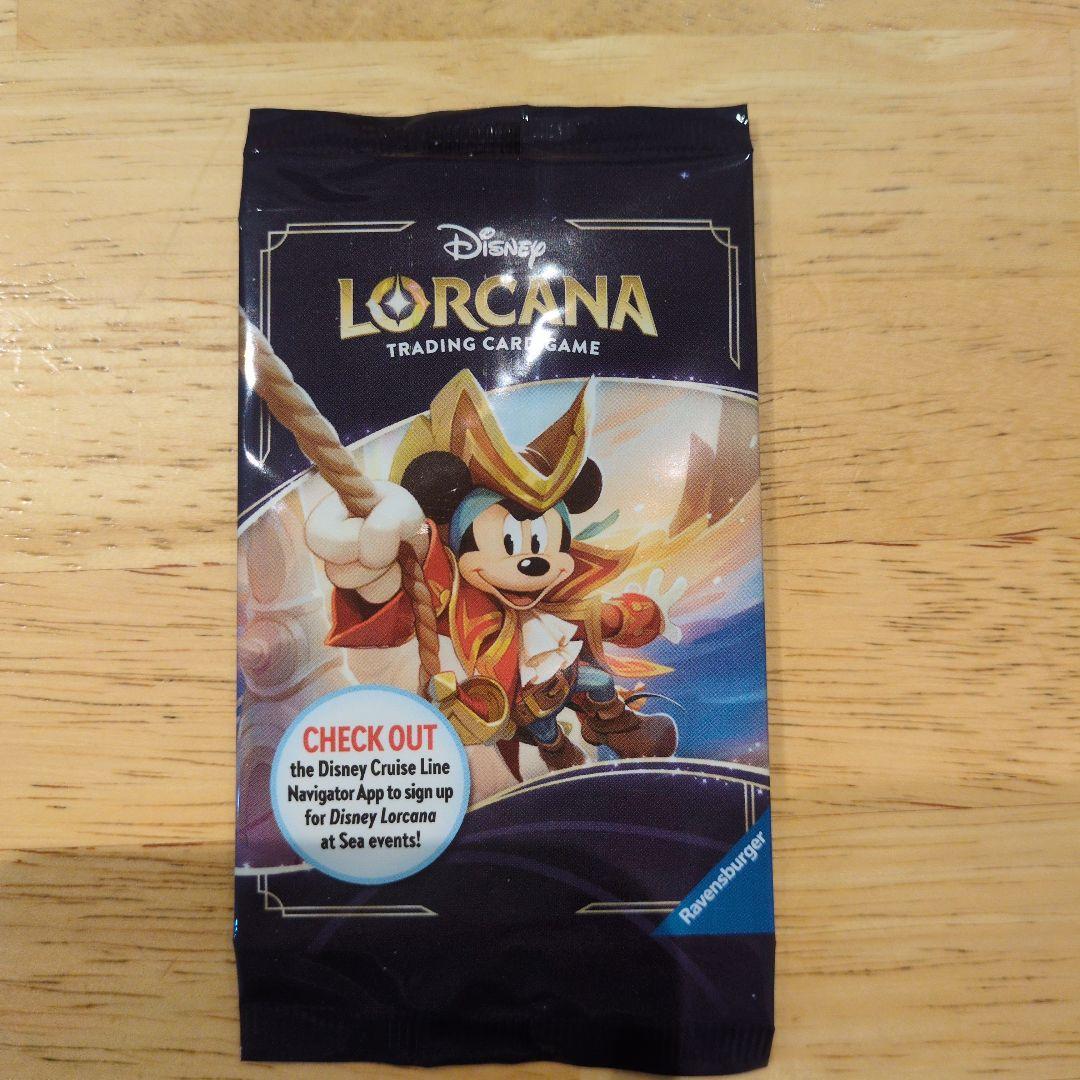 Disney
LORCANA
TRADING CARD GAME
CHECK OUT
the Disney Cruise Line
Navigator App to sign up
for Disney Lorcana
at Sea events!
Ravensburger